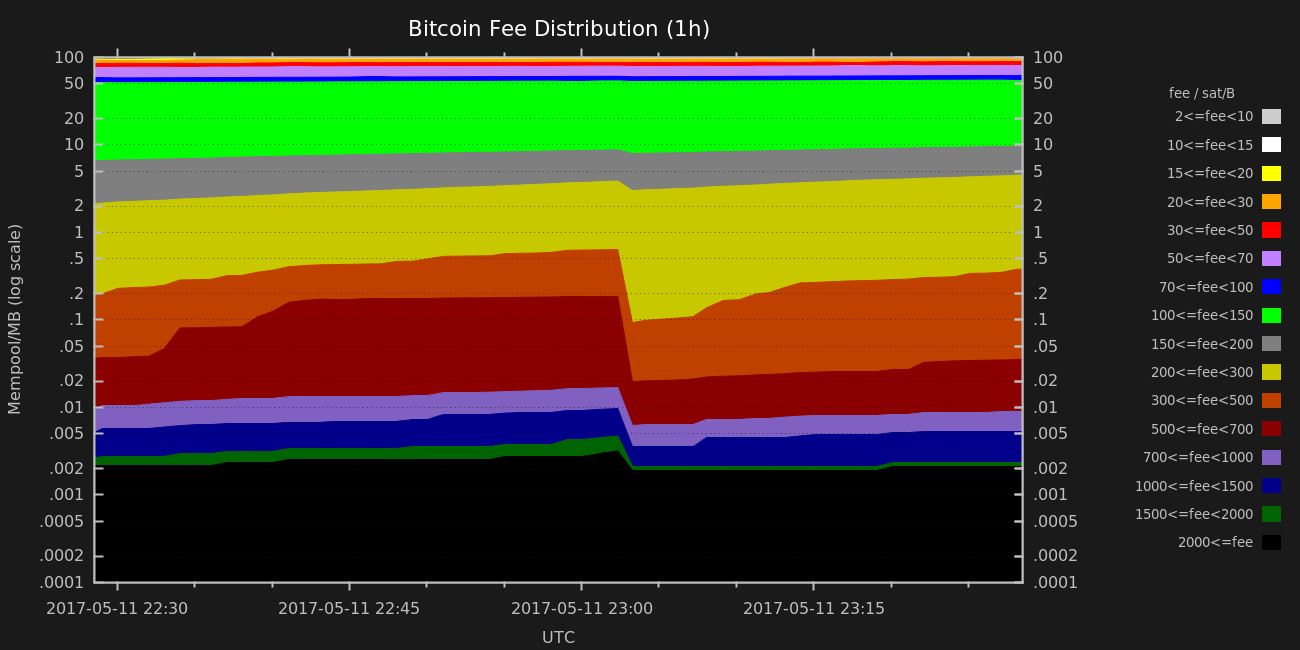 Bitcoin Fee Distribution (1h)
Mempool/MB (log scale)
100
50
20
10
5
2
1
.5
.2
.1
.05
.02
.01
.005
.002
.001
.0005
.0002
.0001
100
50
20
10
5
2
1
.5
.2
.1
.05
.02
.01
.005
.002
.001
.0005
.0002
.0001
2017-05-11 22:30
2017-05-11 22:45
2017-05-11 23:00
2017-05-11 23:15
UTC
fee / sat/B
2<=fee<10
10<=fee<15
15<=fee<20
20<=fee<30
30<=fee<50
50<=fee<70
70<=fee<100
100<=fee<150
150<=fee<200
200<=fee<300
300<=fee<500
500<=fee<700
700<=fee<1000
1000<=fee<1500
1500<=fee<2000
2000<=fee